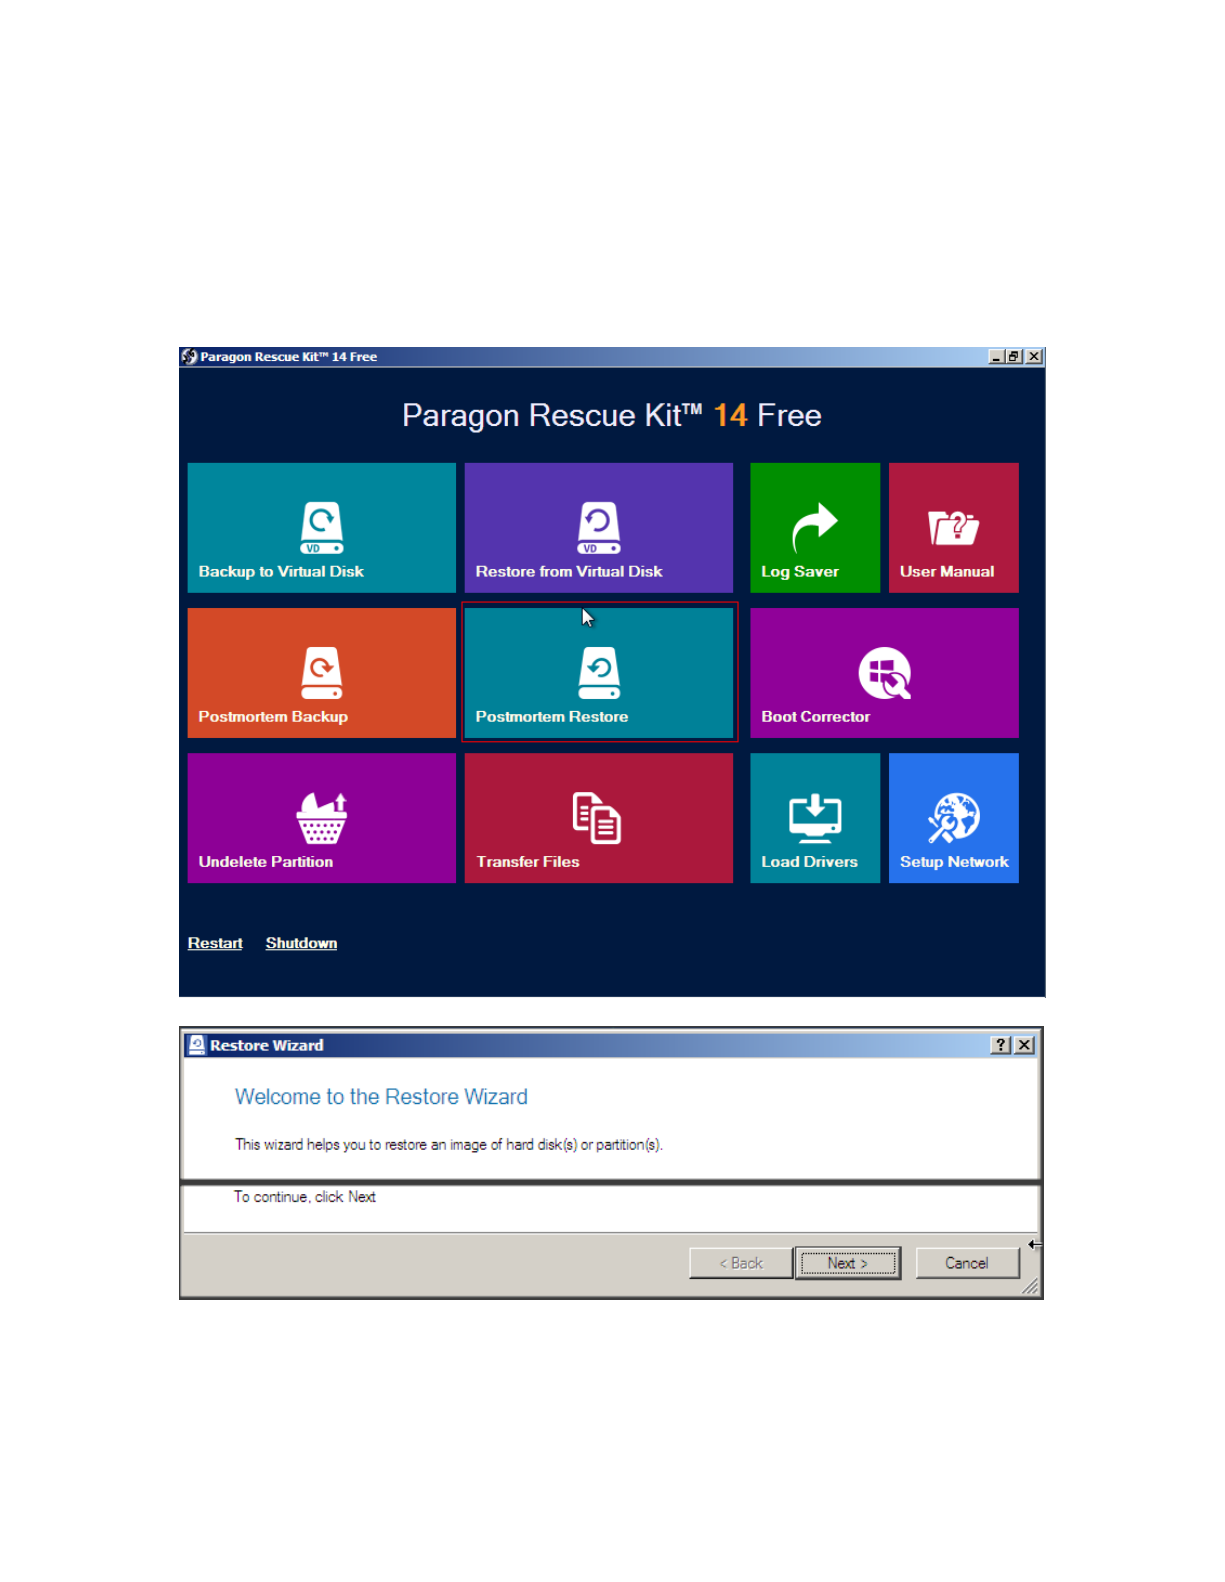 Paragon Rescue Kit™ 14 Free
Paragon Rescue Kit™ 14 Free
VD
Backup to Virtual Disk
VD
Restore from Virtual Disk
Log Saver
User Manual
Postmortem Backup
Postmortem Restore
Boot Corrector
Undelete Partition
Transfer Files
Load Drivers
Setup Network
Restart Shutdown
Restore Wizard
Welcome to the Restore Wizard
This wizard helps you to restore an image of hard disk(s) or partition(s).
To continue, click Next
< Back Next > Cancel